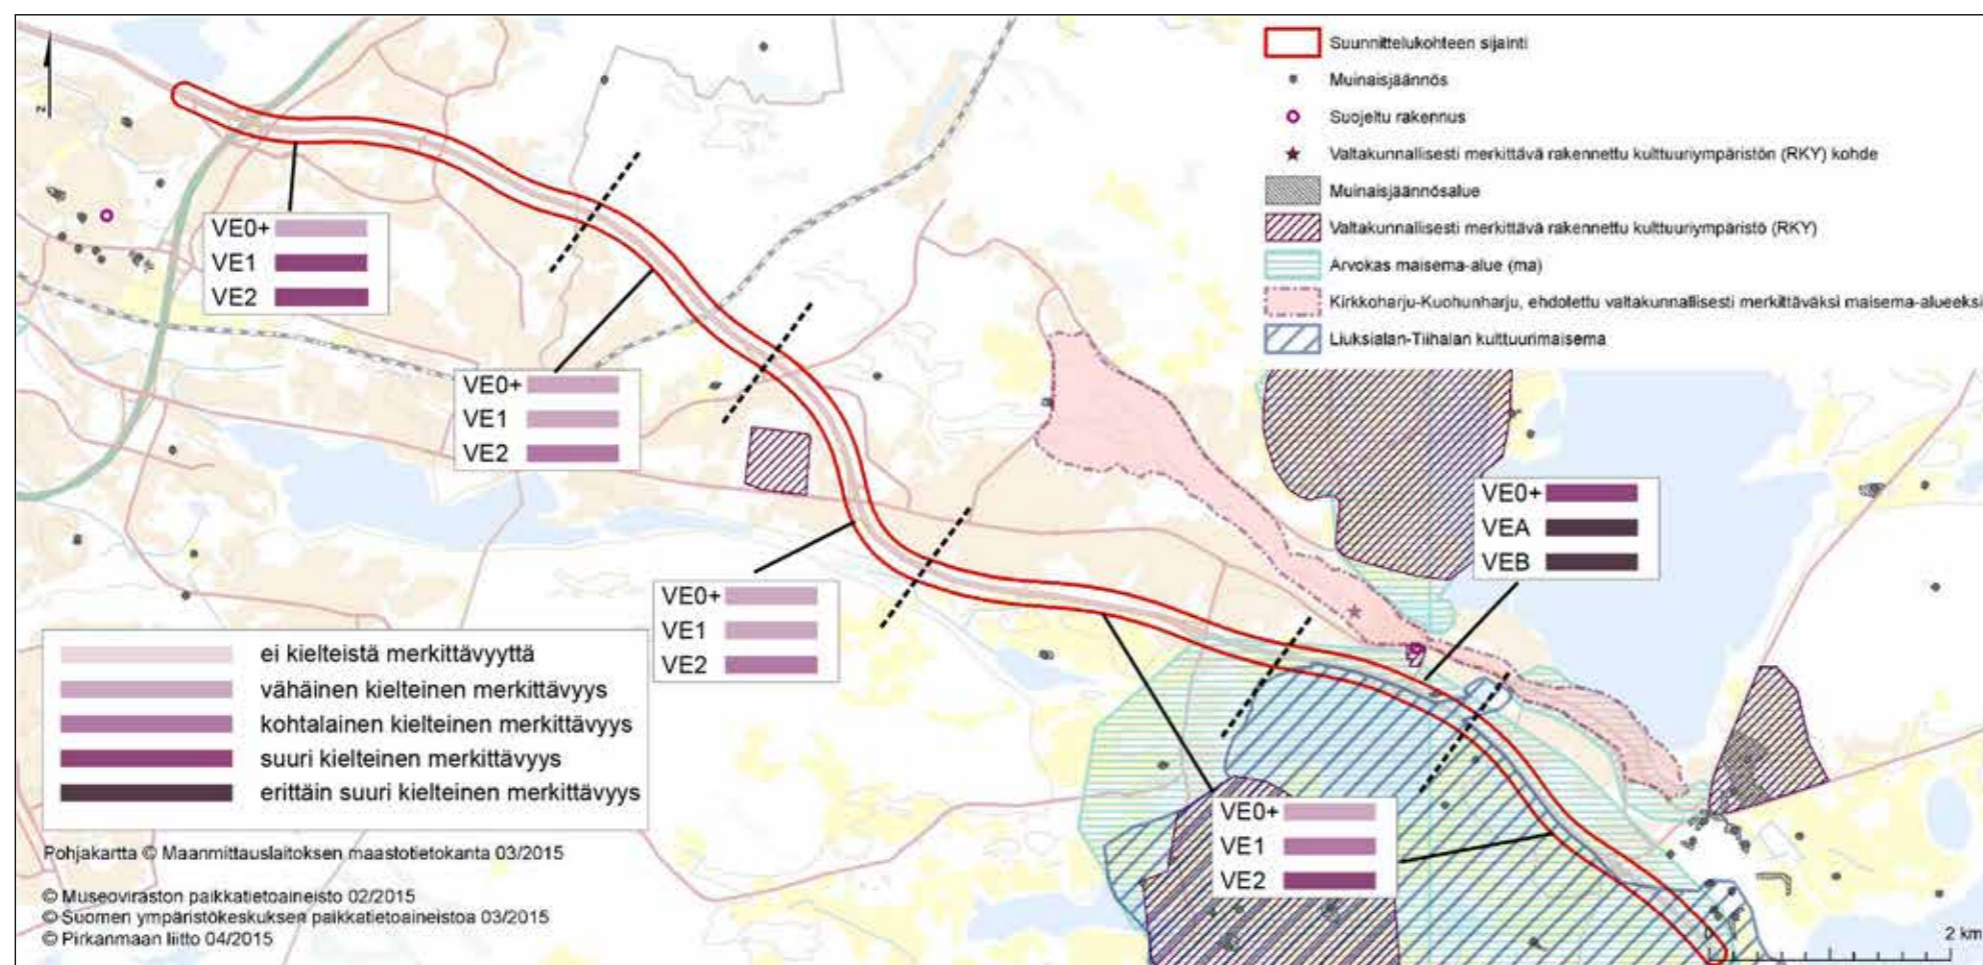 Suunnittelukohteen sijainti
Muinaisjäännös
Suojeltu rakennus
Valtakunnallisesti merkittävä rakennettu kulttuuriympäristön (RKY) kohde
Muinaisjäännösalue
Valtakunnallisesti merkittävä rakennettu kulttuuriympäristö (RKY)
Arvokas maisema-alue (ma)
Kirkkoharju-Kuohunharju, ehdotettu valtakunnallisesti merkittäväksi maisema-alueeksi
Liuksialan-Tiihalan kulttuurimaisema
N
VE0+
VE1
VE2
VE0+
VE1
VE2
VE0+
VEA
VEB
VE0+
VE1
VE2
VE0+
VE1
VE2
ei kielteistä merkittävyyttä
vähäinen kielteinen merkittävyys
kohtalainen kielteinen merkittävyys
suuri kielteinen merkittävyys
erittäin suuri kielteinen merkittävyys
Pohjakartta © Maanmittauslaitoksen maastotietokanta 03/2015
© Museoviraston paikkatietoaineisto 02/2015
© Suomen ympäristökeskuksen paikkatietoaineistoa 03/2015
© Pirkanmaan liitto 04/2015
0 2 km